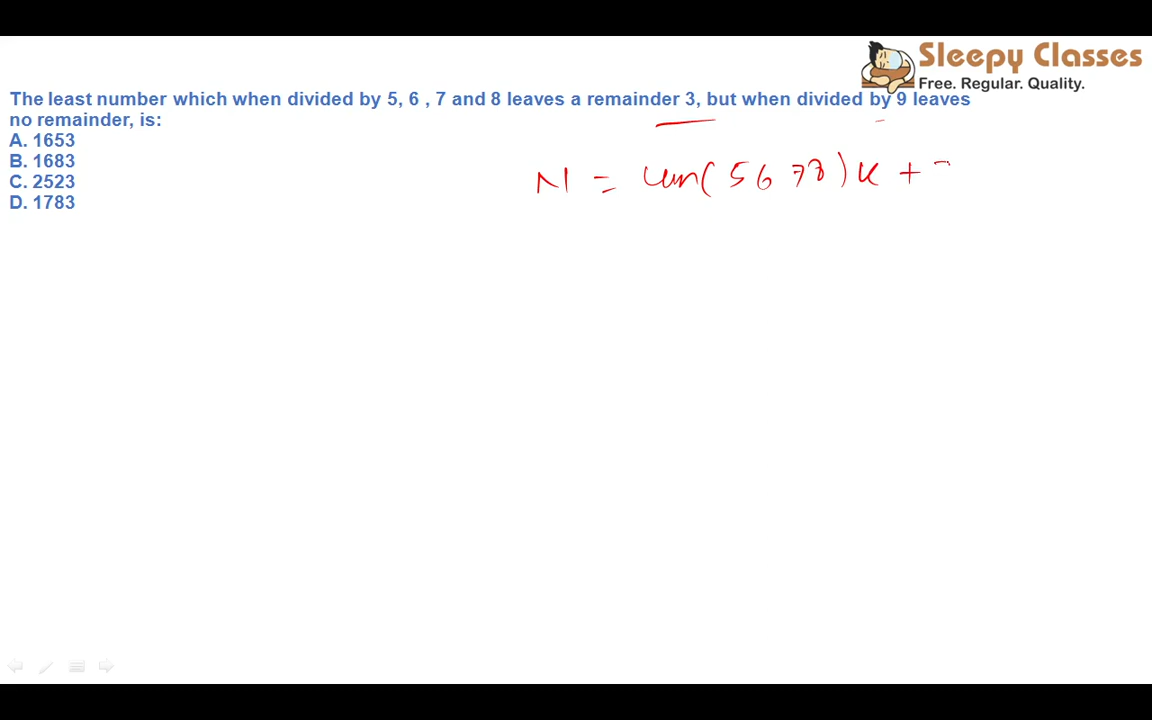 Sleepy Classes
Free. Regular. Quality.
The least number which when divided by 5, 6 , 7 and 8 leaves a remainder 3, but when divided by 9 leaves
no remainder, is:
A. 1653
B. 1683
C. 2523
D. 1783
N = lcm( 5 6 7 8 ) K +